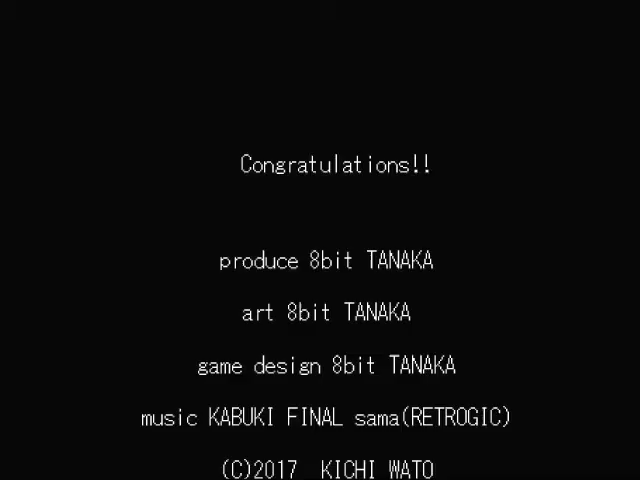 Congratulations!!
produce 8bit TANAKA
art 8bit TANAKA
game design 8bit TANAKA
music KABUKI FINAL sama(RETROGIC)
(C)2017  KICHI WATO